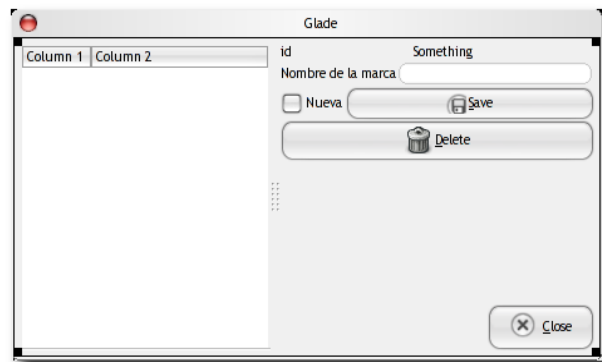 Glade
Column 1 Column 2
id Something
Nombre de la marca
Nueva Save
Delete
Close